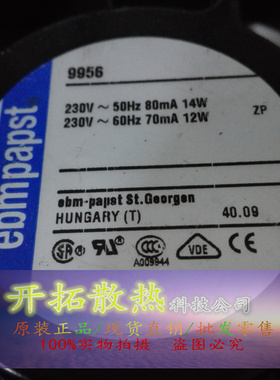 ebmpapst
9956
230V ~ 50Hz 80mA 14W
ZP
230V ~ 60Hz 70mA 12W
ebm-papst St.Georgen
HUNGARY (T)
40.09
A009944
VDE
开拓散热科技公司
原装正品/现货直销/批发零售
100%实物拍摄 盗图必究